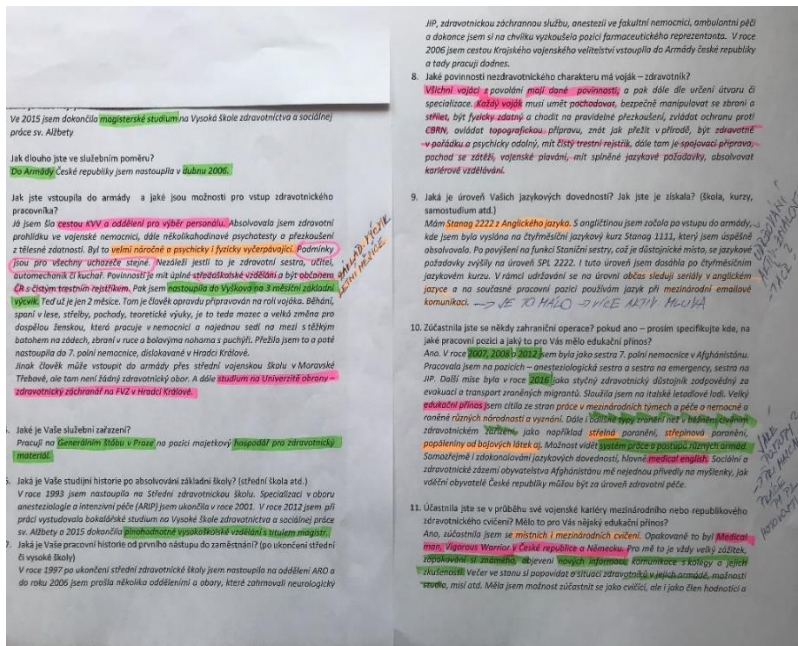 Ve 2015 jsem dokončila magisterské studium na Vysoké škole zdravotnictva a sociálnej
práce sv. Alžbety
Jak dlouho jste ve služebním poměru?
Do Armády České republiky jsem nastoupila v dubnu 2006.
Jak jste vstoupila do armády a jaké jsou možnosti pro vstup zdravotnického
pracovníka?
Já jsem šla cestou KVV a oddělení pro výběr personálu. Absolvovala jsem zdravotní
prohlídku ve vojenské nemocnici, dále několikahodinové psychotesty a přezkoušení
z tělesné zdatnosti. Byt to velmi náročné a psychicky i fyzicky vyčerpávající. Podmínky
jsou pro všechny uchazeče stejné. Nezáleží jestli to je zdravotní sestra, učitel,
automechanik či kuchař. Povinností je mít úplné středoškolské vzdělání a být občanem
ČR s čistým trestním rejstříkem. Pak jsem nastoupila do Vyškova na 3 měsíční základní
výcvik. Teď už je jen 2 měsíce. Tam je člověk opravdu připravován na roli vojáka. Běhání,
spaní v lese, střelby, pochody, teoretické výuky, je to teda mazec a velká změna pro
dospělou ženskou, která pracuje v nemocnici a najednou sedí na mezi s těžkým
batohem na zádech, zbraní v ruce a bolavýma nohama s puchýři. Přežila jsem to a poté
nastoupila do 7. polní nemocnice, dislokované v Hradci Králové.
Jinak člověk může vstoupit do armády přes střední vojenskou školu v Moravské
Třebové, ale tam není žádný zdravotnický obor. A dále studium na Univerzitě obrany –
zdravotnický záchranář na FVZ v Hradci Králové.
Jaké je Vaše služební zařazení?
Pracuji na Generálním štábu v Praze na pozici majetkový hospodář pro zdravotnický
materiál.
Jaká je Vaše studijní historie po absolvování základní školy? (střední škola atd.)
V roce 1993 jsem nastoupila na Střední zdravotnickou školu. Specializaci v oboru
anesteziologie a intenzivní péče (ARIP) jsem ukončila v roce 2001. V roce 2012 jsem při
práci vystudovala bakalářské studium na Vysoké škole zdravotnictva a sociálnej práce
sv. Alžbety a 2015 dokončila plnohodnotné vysokoškolské vzdělání s titulem magistr.
7. Jaká je Vaše pracovní historie od prvního nástupu do zaměstnání? (po ukončení střední
či vysoké školy)
V roce 1997 po ukončení střední zdravotnické školy jsem nastoupila na oddělení ARO a
do roku 2006 jsem prošla několika odděleními a obory, které zahrnovali neurologický
ZÁKLAD. VÝCVIK
JIP, zdravotnickou záchrannou službu, anestezii ve fakultní nemocnici, ambulantní péči
a dokonce jsem si na chvilku vyzkoušela pozici farmaceutického reprezentanta. V roce
2006 jsem cestou Krajského vojenského velitelství vstoupila do Armády české republiky
a tady pracuji dodnes.
8. Jaké povinnosti nezdravotnického charakteru má voják – zdravotník?
Všichni vojáci z povolání mají dané povinnosti, a pak dále dle určení útvaru či
specializace. Každý voják musí umět pochodovat, bezpečně manipulovat se zbraní a
střílet, být fyzicky zdatný a chodit na pravidelné přezkoušení, zvládat ochranu proti
CBRN, ovládat topografickou přípravu, znát jak přežít v přírodě, být zdravotně
v pořádku a psychicky odolný, mít čistý trestní rejstřík, dále tam je spojovací příprava,
pochod se zátěží, vojenské plavání, mít splněné jazykové požadavky, absolvovat
kariérové vzdělávání.
9. Jaká je úroveň Vašich jazykových dovedností? Jak jste je získala? (škola, kurzy,
samostudium atd.)
Mám Stanag 2222 z Anglického jazyka. S angličtinou jsem začala po vstupu do armády,
kde jsem byla vyslána na čtyřměsíční jazykový kurz Stanag 1111, který jsem úspěšně
absolvovala. Po povýšení na funkci Staniční sestry, což je důstojnické místo, se jazykové
požadavky zvýšily na úroveň SPL 2222. I tuto úroveň jsem dosáhla po čtyřměsíčním
jazykovém kurzu. V rámci udržování se na úrovni občas sleduji seriály v anglickém
jazyce a na současné pracovní pozici používám jazyk při mezinárodní emailové
komunikaci. → JE TO MÁLO → VÍCE AKTIV. MLUVA
10. Zúčastnila jste se někdy zahraniční operace? pokud ano – prosím specifikujte kde, na
jaké pracovní pozici a jaký to pro Vás mělo edukační přínos?
Ano. V roce 2007, 2008 a 2012 jsem byla jako sestra 7. polní nemocnice v Afghánistánu.
Pracovala jsem na pozicích – anesteziologická sestra a sestra na emergency, sestra na
JIP. Další mise byla v roce 2016 jako styčný zdravotnický důstojník zodpovědný za
evakuaci a transport zraněných migrantů. Sloužila jsem na italské letadlové lodi. Velký
edukační přínos jsem cítila ze stran práce v mezinárodních týmech a péče o nemocné a
raněné různých národností a vyznání. Dále i odlišné typy zranění než v běžném civilním
zdravotnickém zařízení, jako například střelná poranění, střepinová poranění,
popáleniny od bojových látek aj. Možnost vidět systém práce a postupů různých armád.
Samozřejmě i zdokonalování jazykových dovedností, hlavně medical english. Sociální a
zdravotnické zázemí obyvatelstva Afghánistánu mě nejednou přivedly na myšlenky, jak
vděční obyvatelé České republiky můžou být za úroveň zdravotní péče.
11. Účastnila jste se v průběhu své vojenské kariéry mezinárodního nebo republikového
zdravotnického cvičení? Mělo to pro Vás nějaký edukační přínos?
Ano, zúčastnila jsem se místních i mezinárodních cvičení. Opakovaně to byl Medical
man, Vigorous Warrior v České republice a Německu. Pro mě to je vždy velký zážitek,
zopakování si známého, objevení nových informací, komunikace s kolegy a jejich
zkušenosti. Večer ve stanu si popovídat o situaci zdravotníků v jejich armádě, možnosti
studia, misí atd. Měla jsem možnost zúčastnit se jako cvičící, ale i jako člen hodnotící a